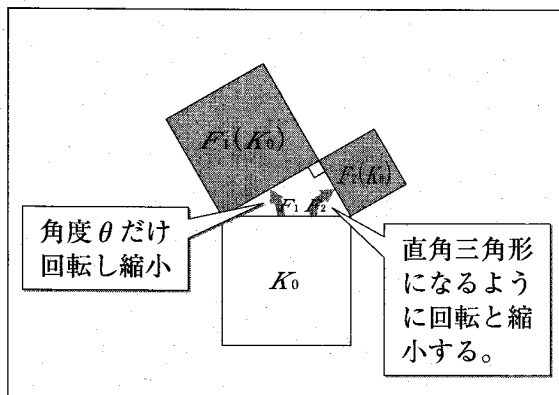 F₁(K₀)
F₂(K₀)
F₁ F₂
角度θだけ
回転し縮小
直角三角形
になるよう
に回転と縮
小する。
K₀